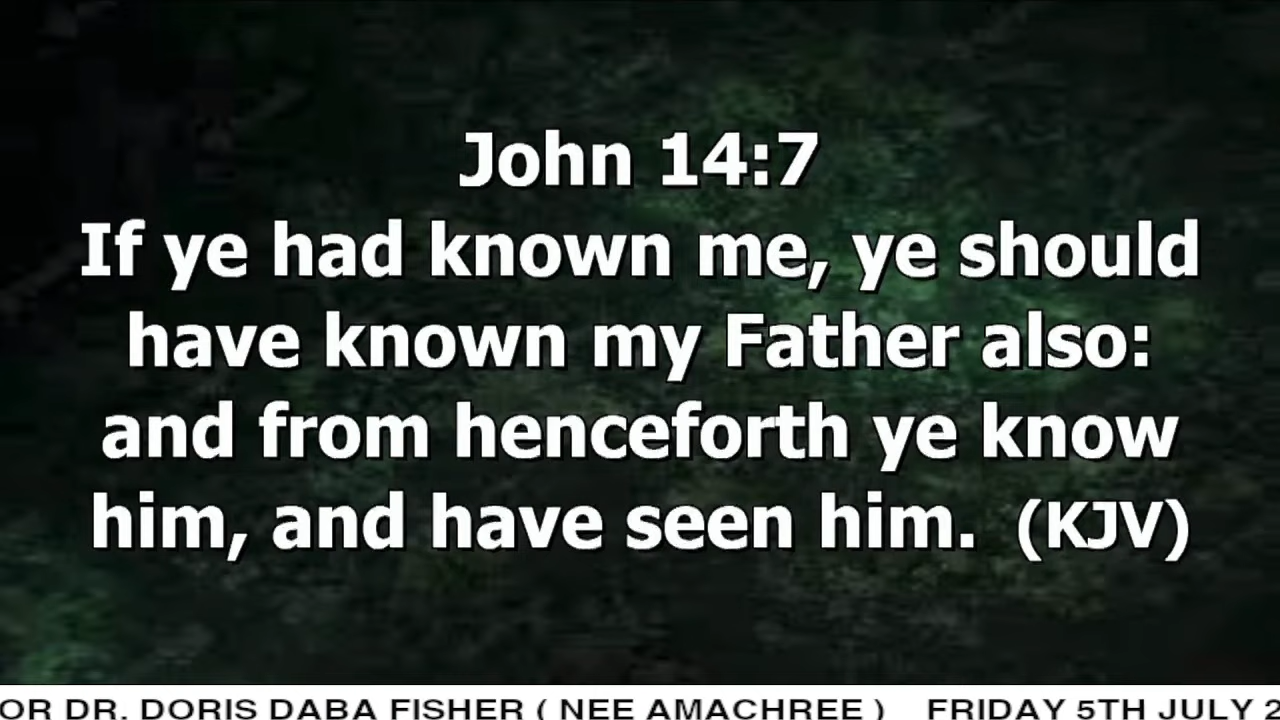 John 14:7
If ye had known me, ye should
have known my Father also:
and from henceforth ye know
him, and have seen him. (KJV)
OR DR. DORIS DABA FISHER ( NEE AMACHREE ) FRIDAY 5TH JULY 2